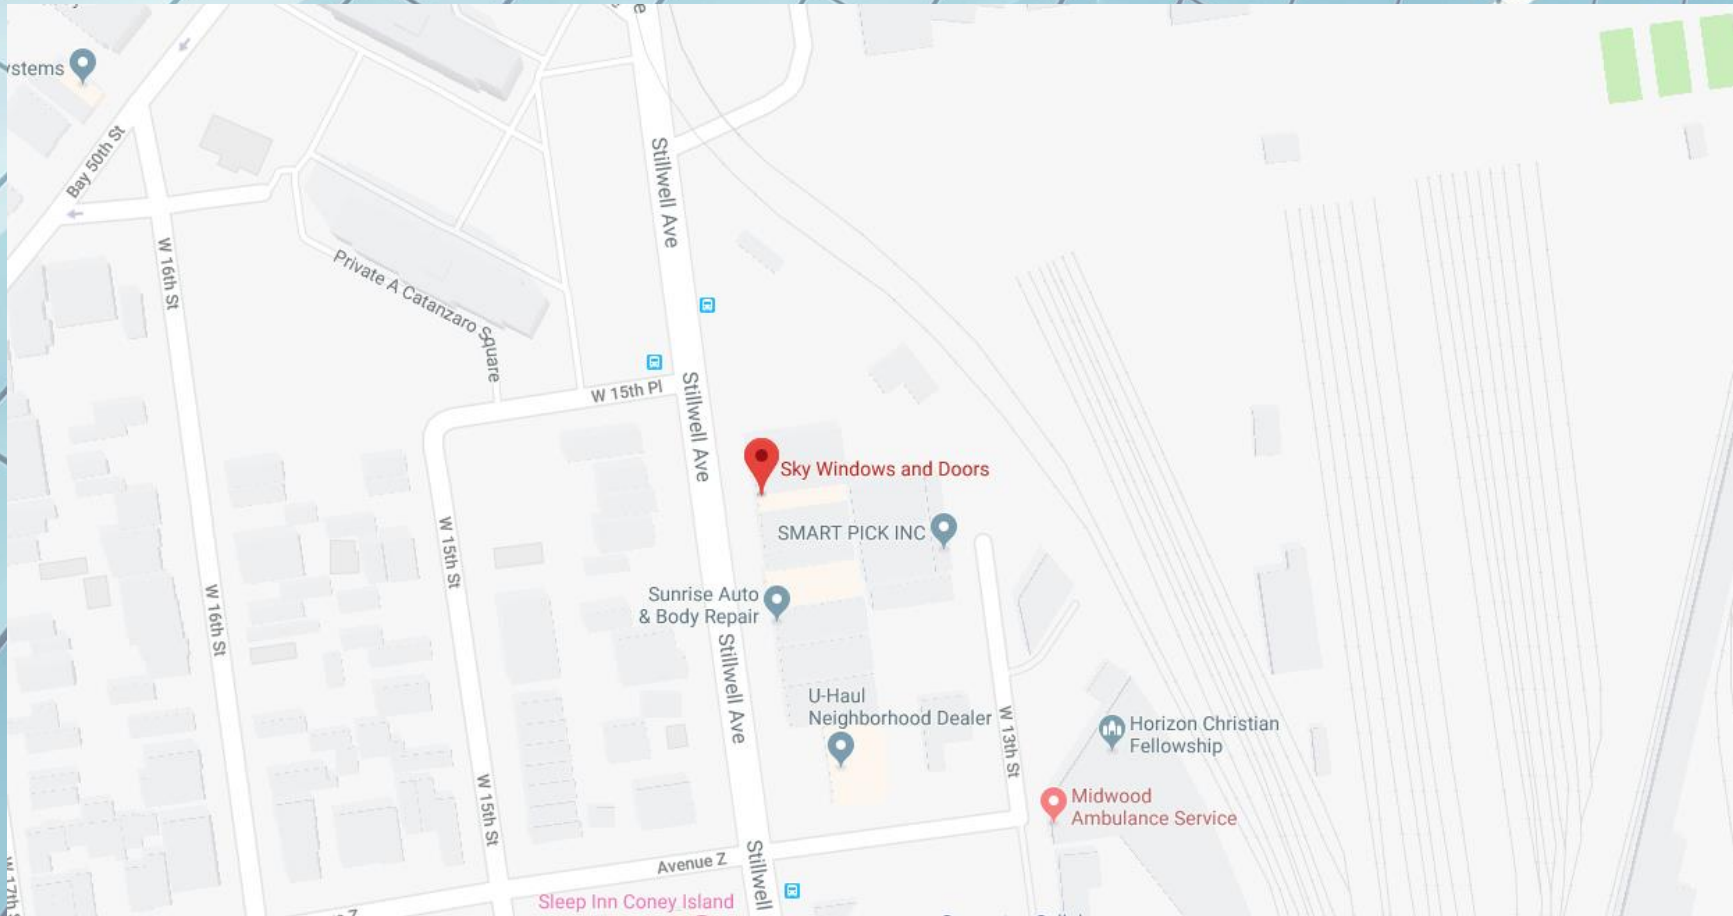 ystems
Bay 50th St
Stillwell Ave
W 16th St
Private A Catanzaro Square
W 15th Pl
Stillwell Ave
Sky Windows and Doors
SMART PICK INC
W 15th St
Sunrise Auto
& Body Repair
W 16th St
Stillwell Ave
U-Haul
Neighborhood Dealer
W 13th St
Horizon Christian
Fellowship
W 15th St
Midwood
Ambulance Service
Avenue Z
Stillwell
W 17th
Sleep Inn Coney Island